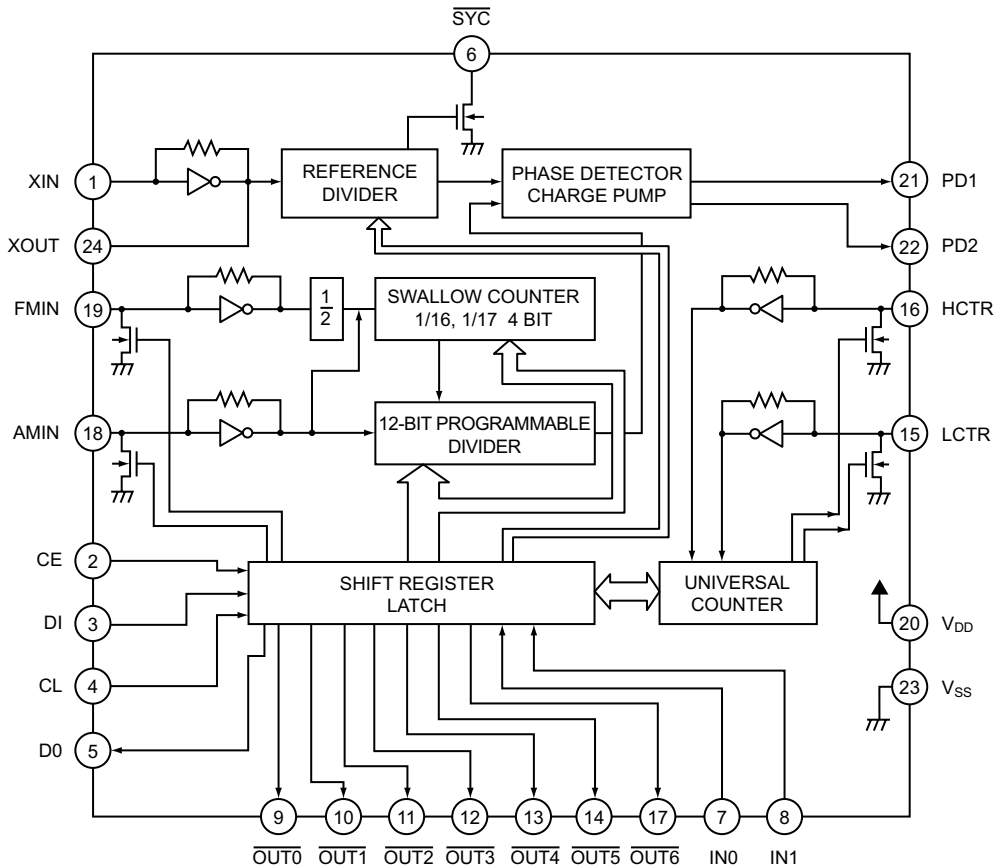 SYC
6
XIN
1
REFERENCE
DIVIDER
PHASE DETECTOR
CHARGE PUMP
21
PD1
XOUT
24
22
PD2
FMIN
19
1
2
SWALLOW COUNTER
1/16, 1/17 4 BIT
16
HCTR
AMIN
18
12-BIT PROGRAMMABLE
DIVIDER
15
LCTR
CE
2
SHIFT REGISTER
LATCH
UNIVERSAL
COUNTER
DI
3
20
VDD
CL
4
23
VSS
D0
5
9
10
11
12
13
14
17
7
8
OUT0
OUT1
OUT2
OUT3
OUT4
OUT5
OUT6
IN0
IN1